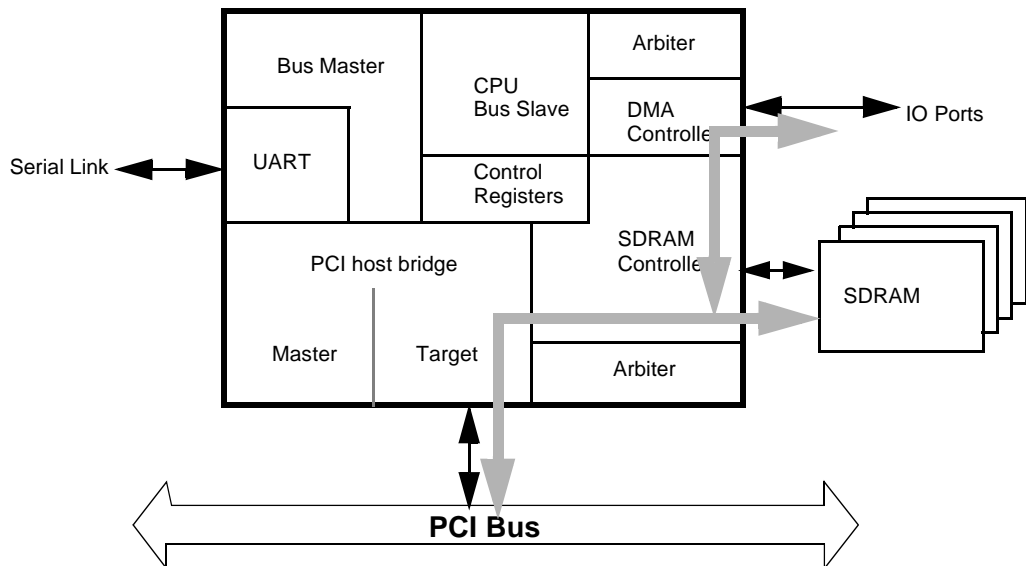 Bus Master
CPU
Bus Slave
Arbiter
DMA
Controlle
IO Ports
Serial Link
UART
Control
Registers
SDRAM
Controlle
PCI host bridge
SDRAM
Master
Target
Arbiter
PCI Bus